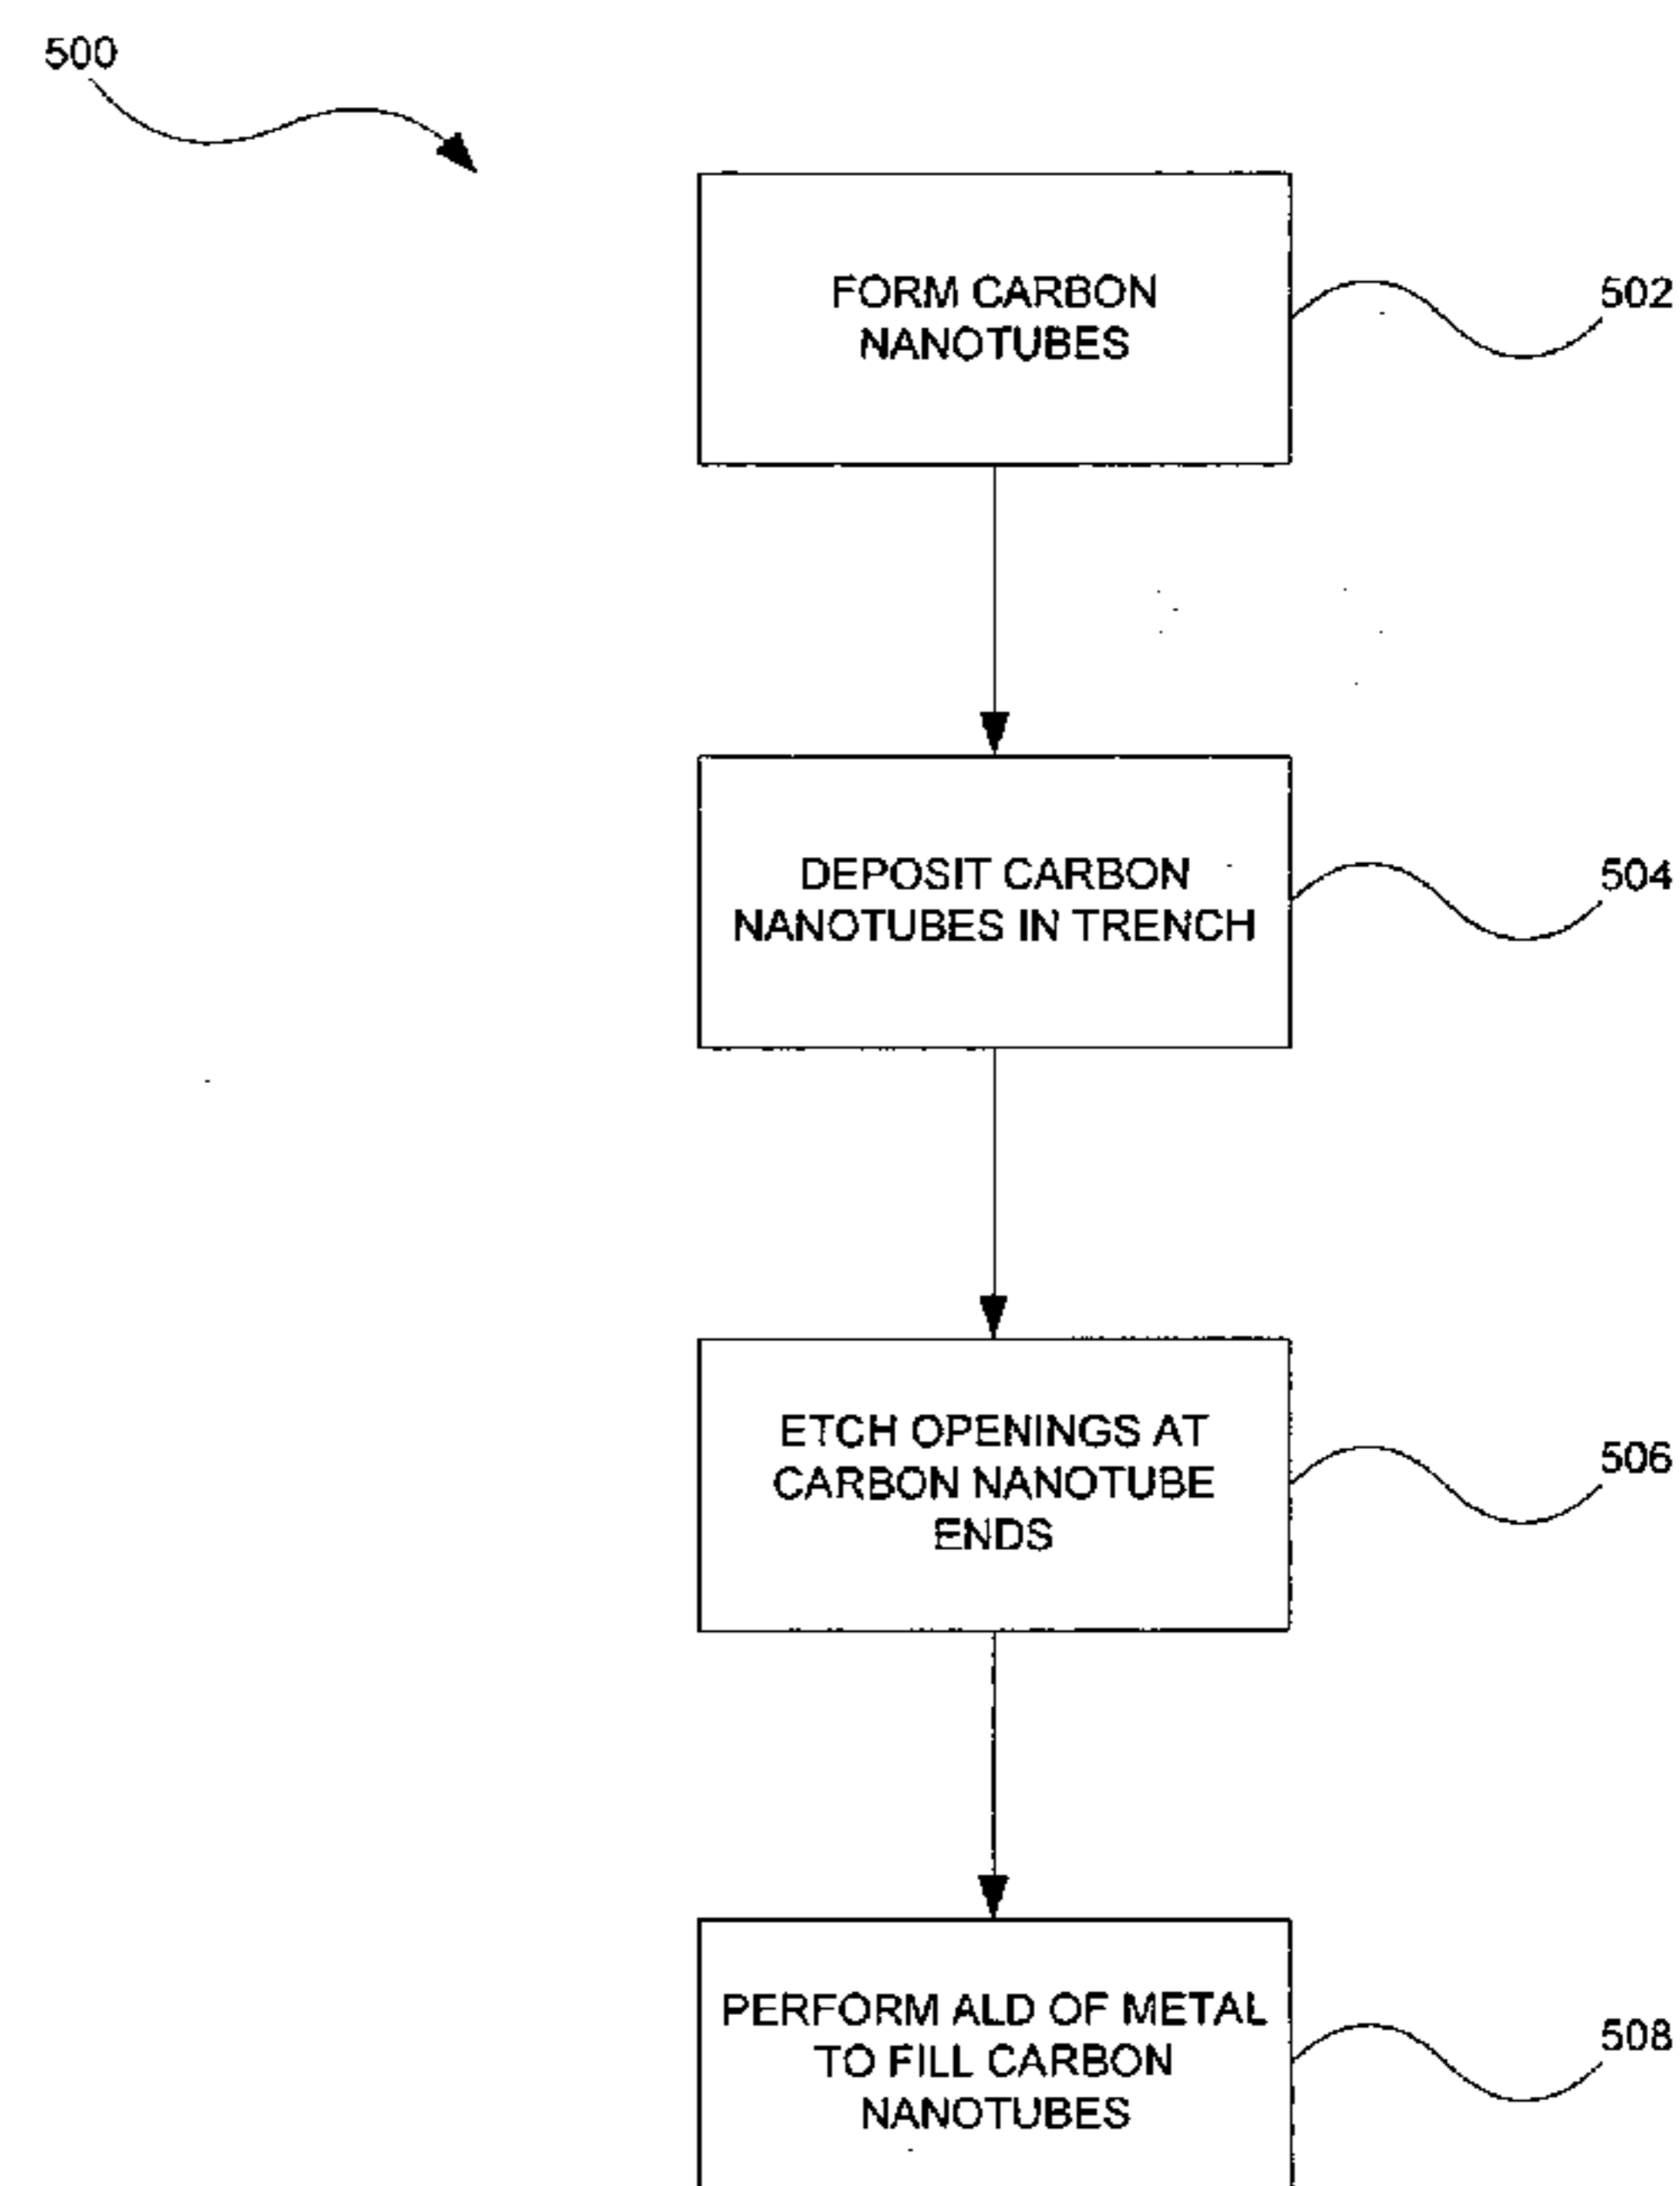 500
FORM CARBON
NANOTUBES
502
DEPOSIT CARBON
NANOTUBES IN TRENCH
504
ETCH OPENINGS AT
CARBON NANOTUBE
ENDS
506
PERFORM ALD OF METAL
TO FILL CARBON
NANOTUBES
508